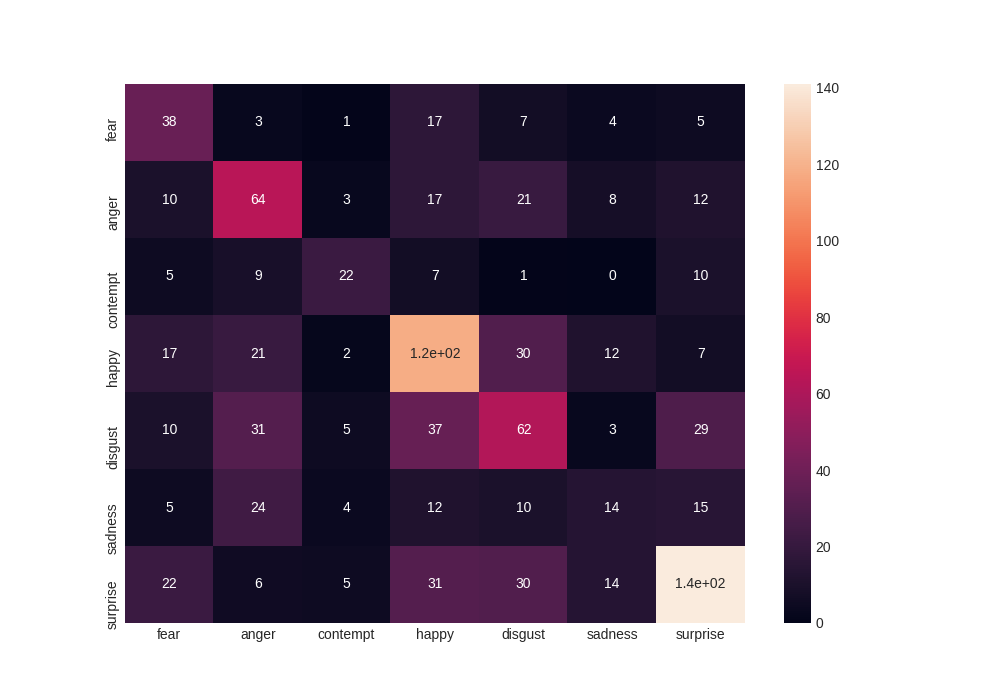 140
fear 38 3 1 17 7 4 5
120
anger 10 64 3 17 21 8 12
100
contempt 5 9 22 7 1 0 10
80
happy 17 21 2 1.2e+02 30 12 7
60
disgust 10 31 5 37 62 3 29
40
sadness 5 24 4 12 10 14 15
20
surprise 22 6 5 31 30 14 1.4e+02
0
fear anger contempt happy disgust sadness surprise